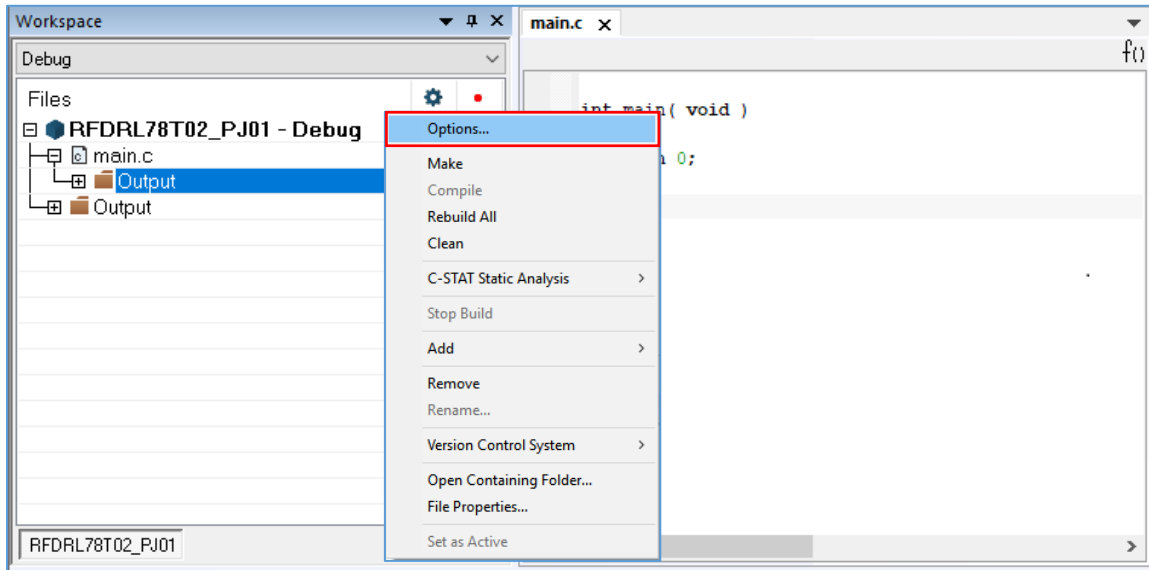 Workspace
Debug
Files
RFDRL78T02_PJ01 - Debug
main.c
Output
Output
RFDRL78T02_PJ01
Options...
Make
Compile
Rebuild All
Clean
C-STAT Static Analysis
Stop Build
Add
Remove
Rename...
Version Control System
Open Containing Folder...
File Properties...
Set as Active
main.c
f()
int main( void )
0;